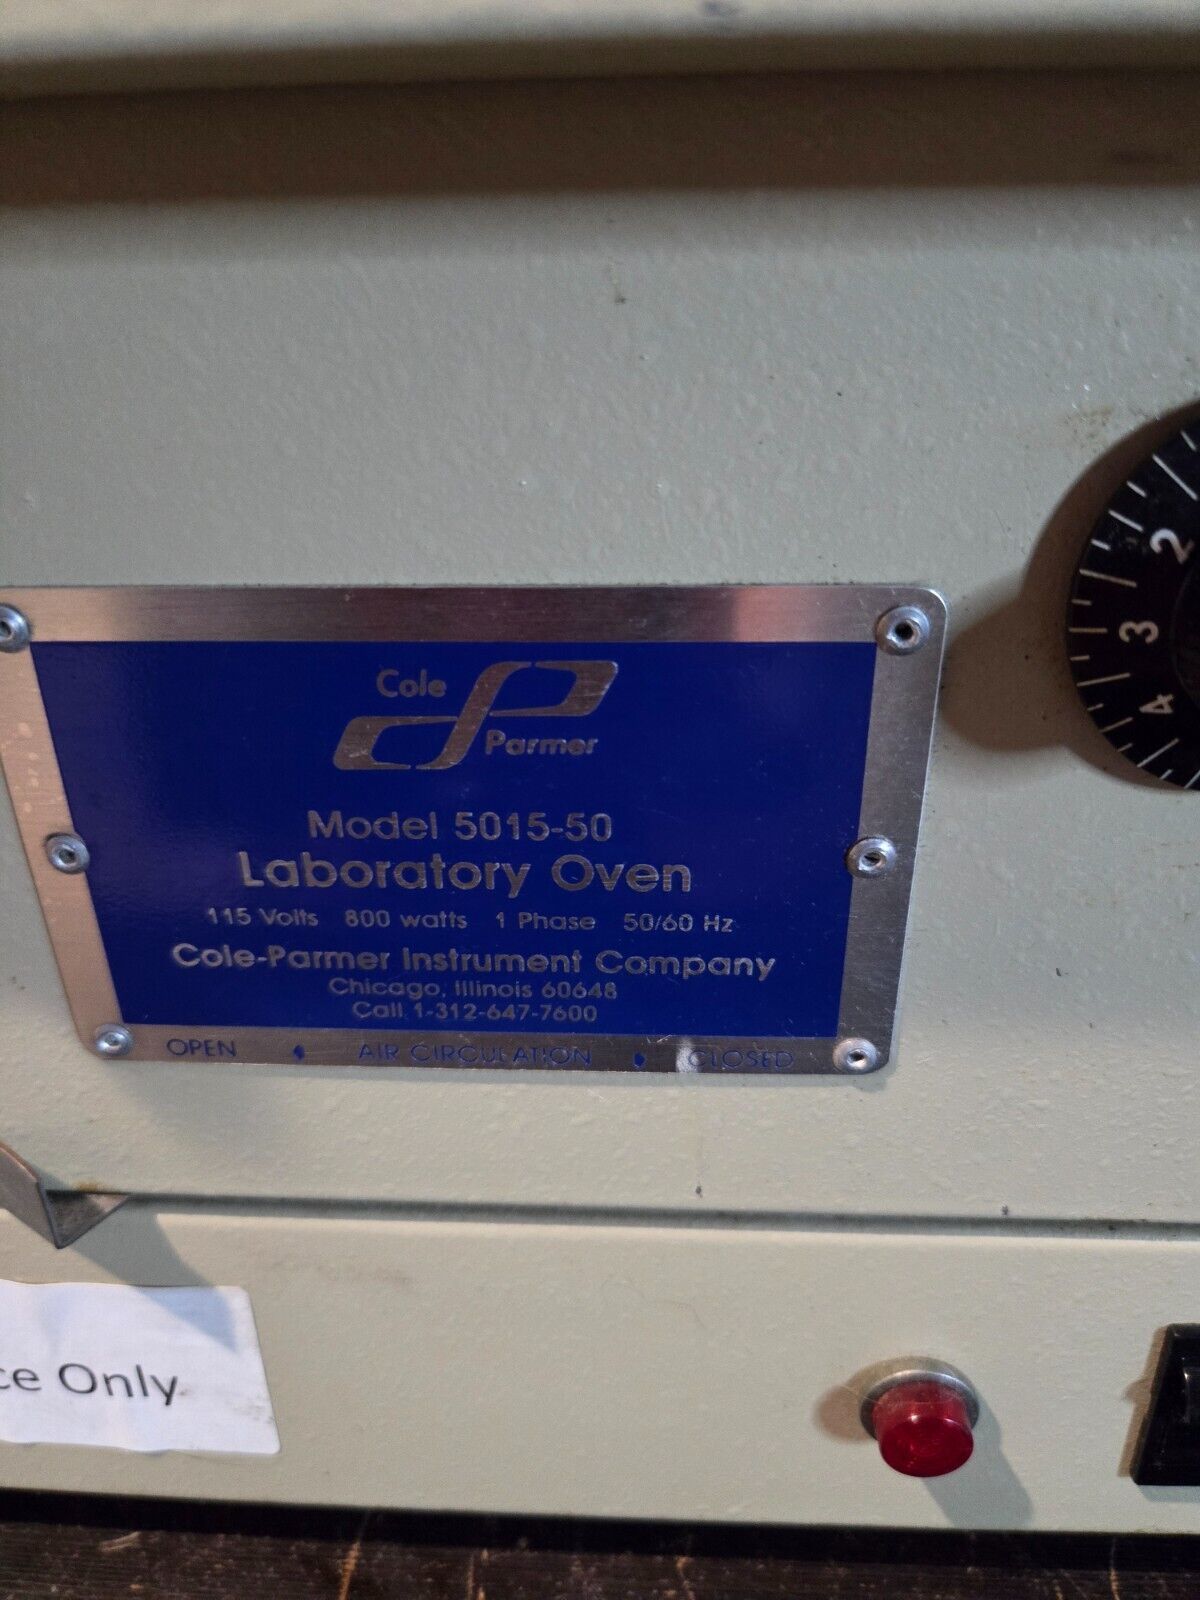 2
3
4
Cole
Parmer
Model 5015-50
Laboratory Oven
115 Volts 800 watts 1 Phase 50/60 Hz
Cole-Parmer Instrument Company
Chicago, Illinois 60648
Call 1-312-647-7600
OPEN AIR CIRCULATION CLOSED
Only